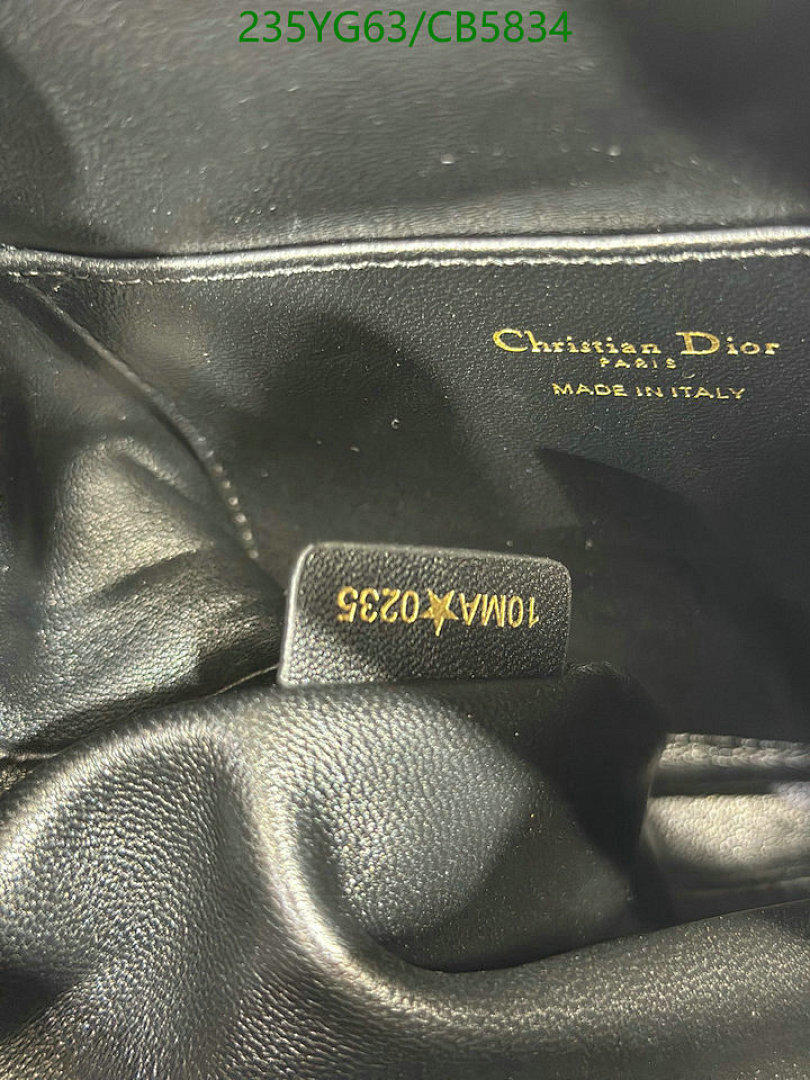 235YG63/CB5834
Christian Dior
PARIS
MADE IN ITALY
10MA★0235